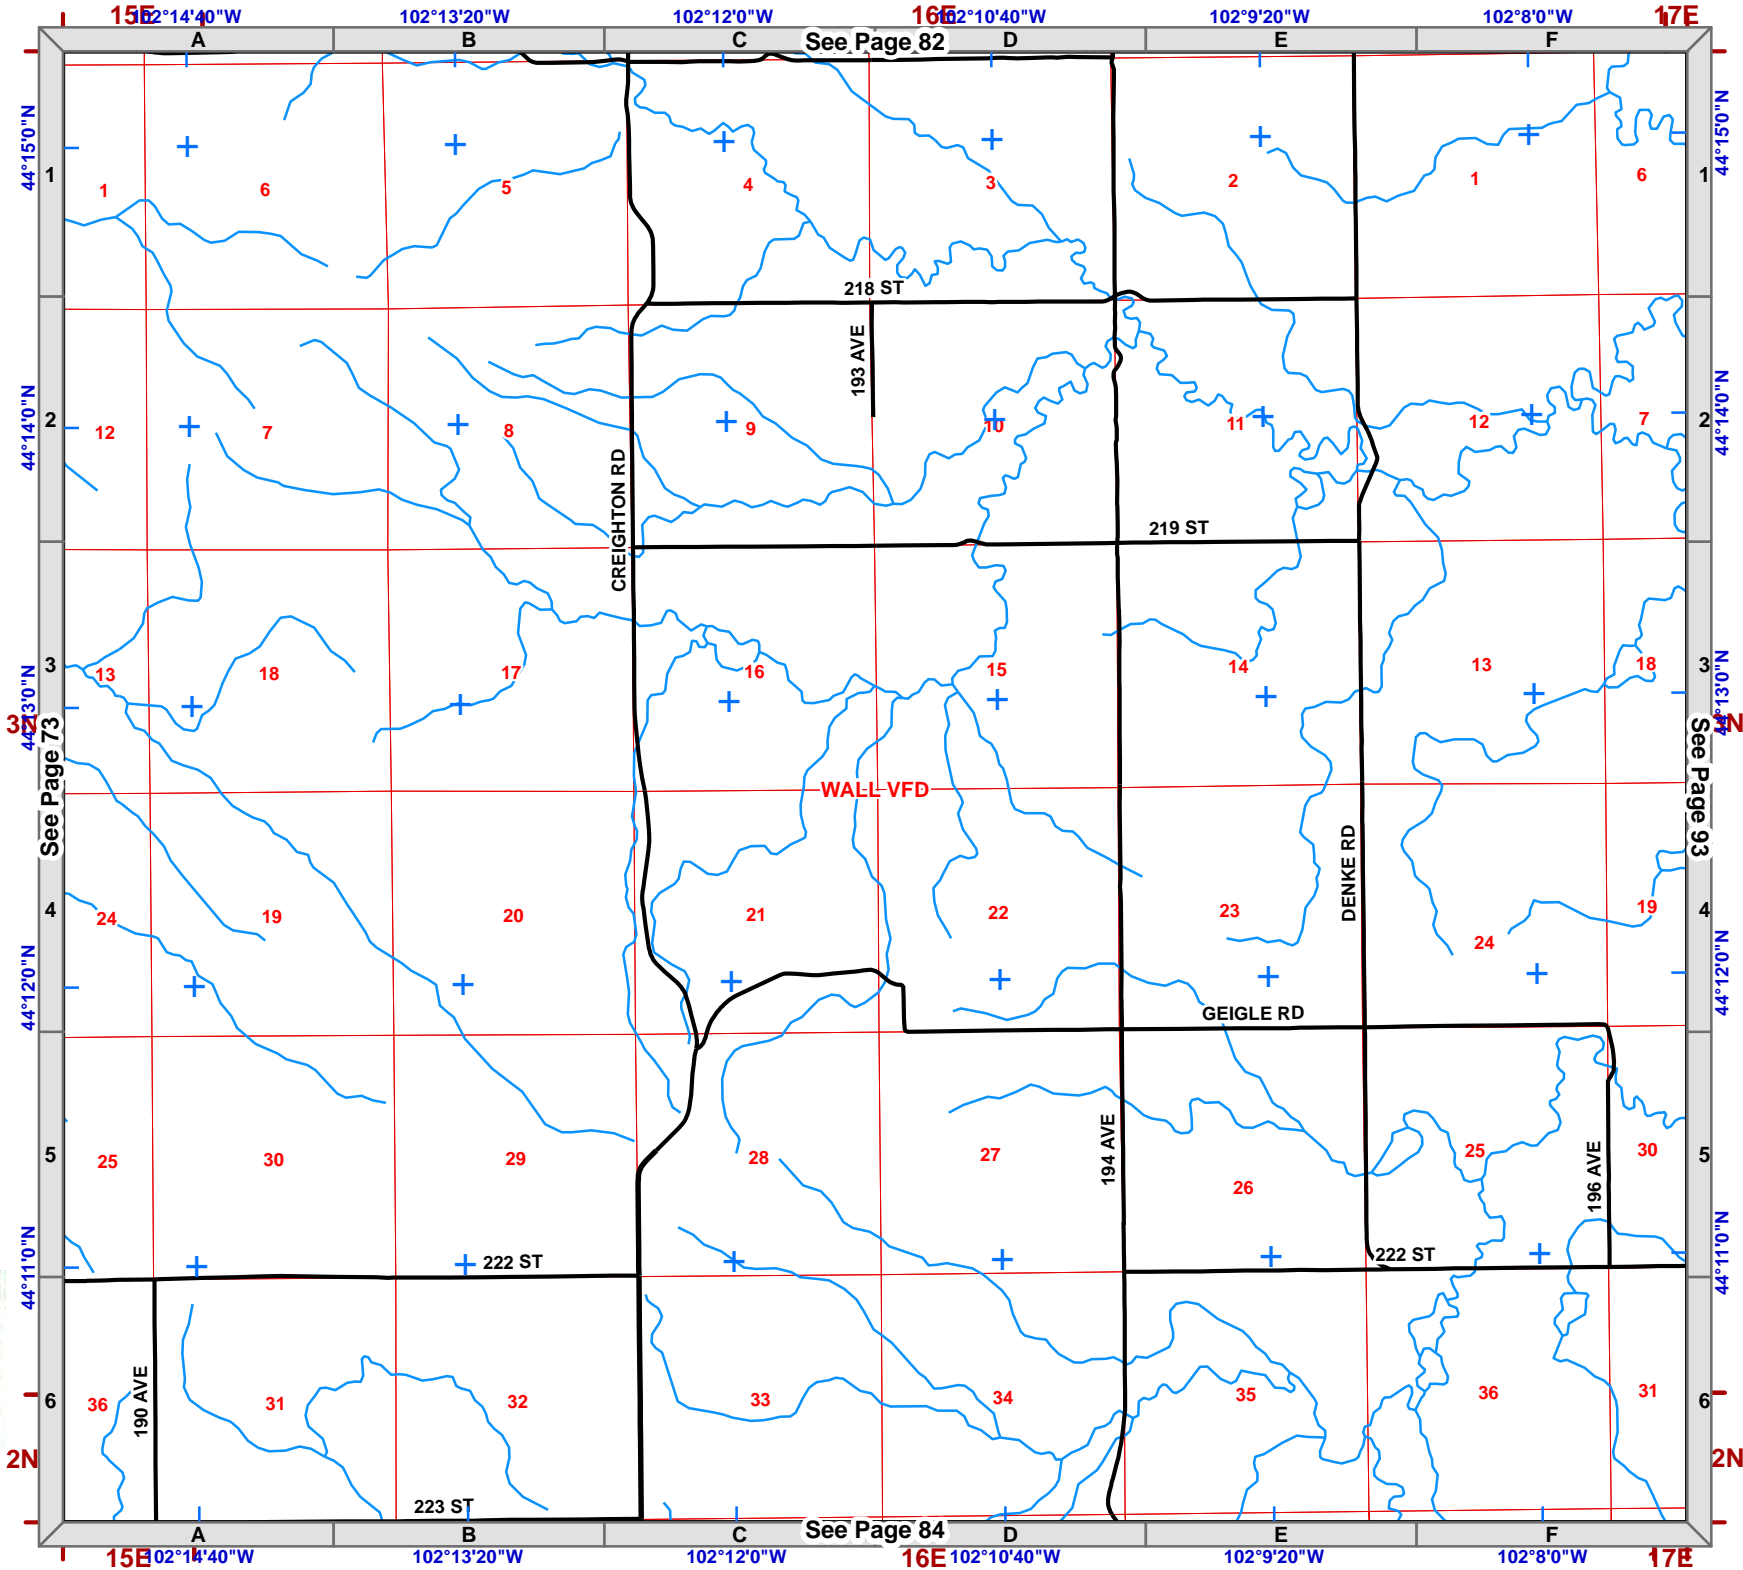 15E 16E 17E
102°14'40"W 102°13'20"W 102°12'0"W 102°10'40"W 102°9'20"W 102°8'0"W
A B C See Page 82 D E F
44°15'0"N 44°15'0"N
1 1
1 6 5 4 3 2 1 6
218 ST
193 AVE
44°14'0"N 44°14'0"N
2 2
12 7 8 9 10 11 12 7
CREIGHTON RD
219 ST
3 3
13 18 17 16 15 14 13 18
44°13'0"N 44°13'0"N
3N 3N
See Page 73 See Page 93
WALL VFD
DENKE RD
4 4
24 19 20 21 22 23 24 19
44°12'0"N 44°12'0"N
GEIGLE RD
194 AVE
196 AVE
5 5
25 30 29 28 27 26 25 30
44°11'0"N 44°11'0"N
222 ST 222 ST
190 AVE
6 6
36 31 32 33 34 35 36 31
2N 2N
223 ST
A B C See Page 84 D E F
15E 16E 17E
102°14'40"W 102°13'20"W 102°12'0"W 102°10'40"W 102°9'20"W 102°8'0"W